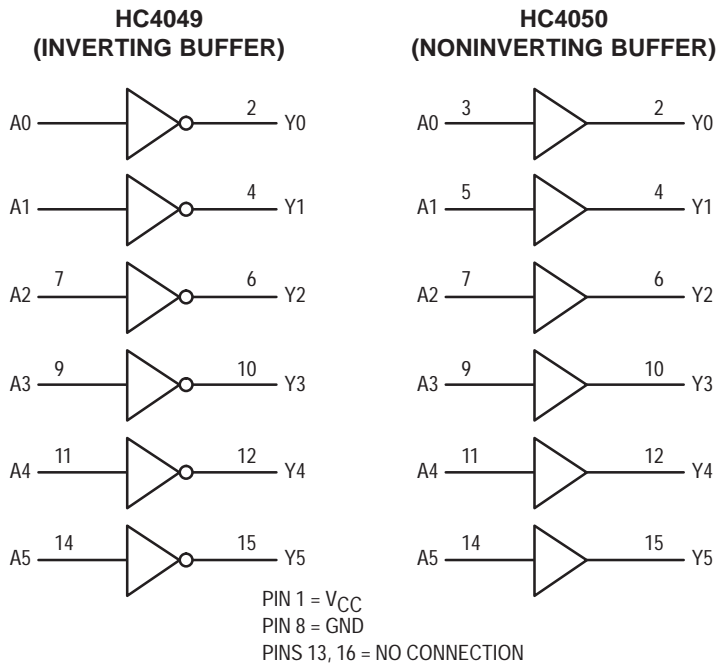 HC4049
(INVERTING BUFFER)
A0 2 Y0
A1 4 Y1
A2 7 6 Y2
A3 9 10 Y3
A4 11 12 Y4
A5 14 15 Y5
HC4050
(NONINVERTING BUFFER)
A0 3 2 Y0
A1 5 4 Y1
A2 7 6 Y2
A3 9 10 Y3
A4 11 12 Y4
A5 14 15 Y5
PIN 1 = VCC
PIN 8 = GND
PINS 13, 16 = NO CONNECTION